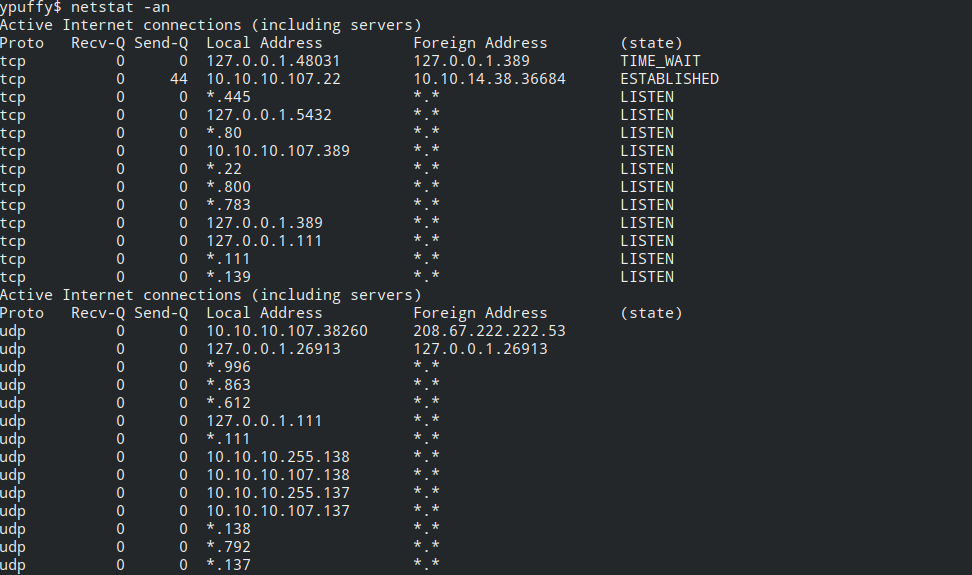 ypuffy$ netstat -an
Active Internet connections (including servers)
Proto   Recv-Q Send-Q  Local Address          Foreign Address        (state)
tcp          0      0  127.0.0.1.48031        127.0.0.1.389          TIME_WAIT
tcp          0     44  10.10.10.107.22        10.10.14.38.36684      ESTABLISHED
tcp          0      0  *.445                  *.*                    LISTEN
tcp          0      0  127.0.0.1.5432         *.*                    LISTEN
tcp          0      0  *.80                   *.*                    LISTEN
tcp          0      0  10.10.10.107.389       *.*                    LISTEN
tcp          0      0  *.22                   *.*                    LISTEN
tcp          0      0  *.800                  *.*                    LISTEN
tcp          0      0  *.783                  *.*                    LISTEN
tcp          0      0  127.0.0.1.389          *.*                    LISTEN
tcp          0      0  127.0.0.1.111          *.*                    LISTEN
tcp          0      0  *.111                  *.*                    LISTEN
tcp          0      0  *.139                  *.*                    LISTEN
Active Internet connections (including servers)
Proto   Recv-Q Send-Q  Local Address          Foreign Address        (state)
udp          0      0  10.10.10.107.38260     208.67.222.222.53
udp          0      0  127.0.0.1.26913        127.0.0.1.26913
udp          0      0  *.996                  *.*
udp          0      0  *.863                  *.*
udp          0      0  *.612                  *.*
udp          0      0  127.0.0.1.111          *.*
udp          0      0  *.111                  *.*
udp          0      0  10.10.10.255.138       *.*
udp          0      0  10.10.10.107.138       *.*
udp          0      0  10.10.10.255.137       *.*
udp          0      0  10.10.10.107.137       *.*
udp          0      0  *.138                  *.*
udp          0      0  *.792                  *.*
udp          0      0  *.137                  *.*